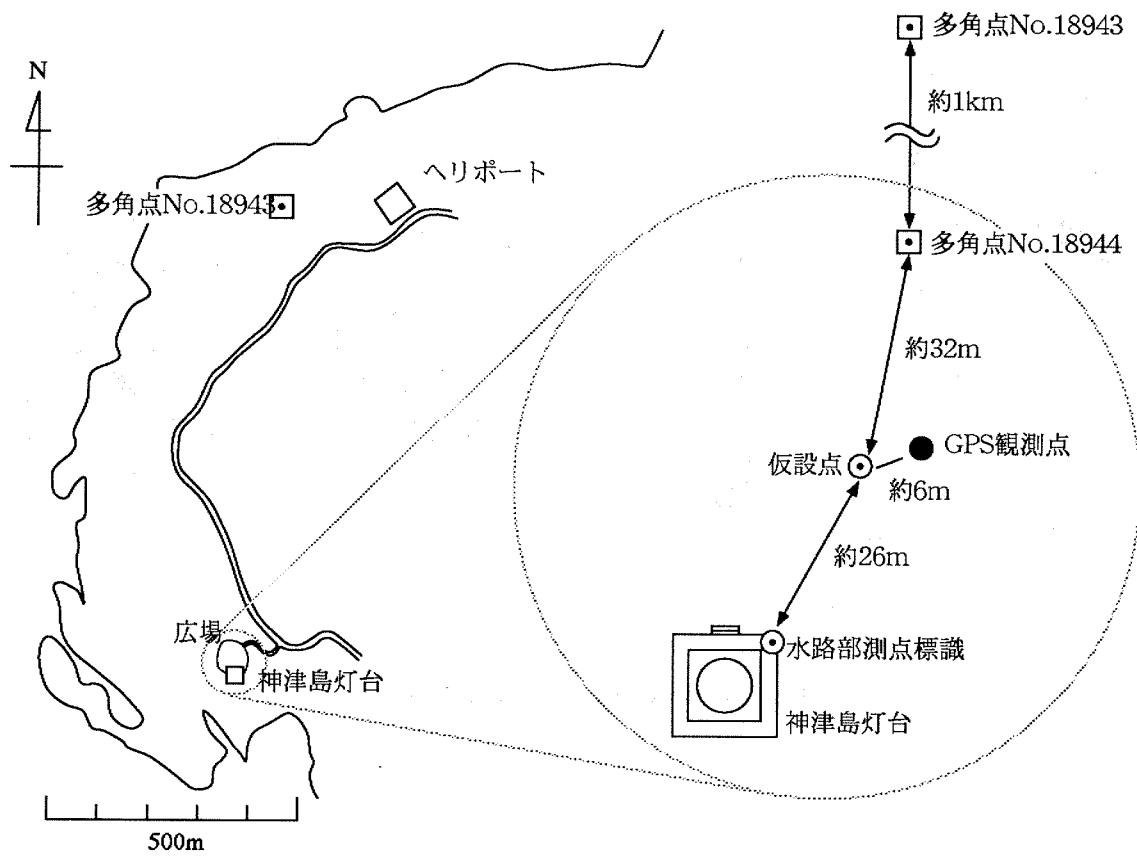 多角点No.18943
N
約1km
ヘリポート
多角点No.18943
多角点No.18944
約32m
仮設点
GPS観測点
約6m
約26m
広場
水路部測点標識
神津島灯台
神津島灯台
500m